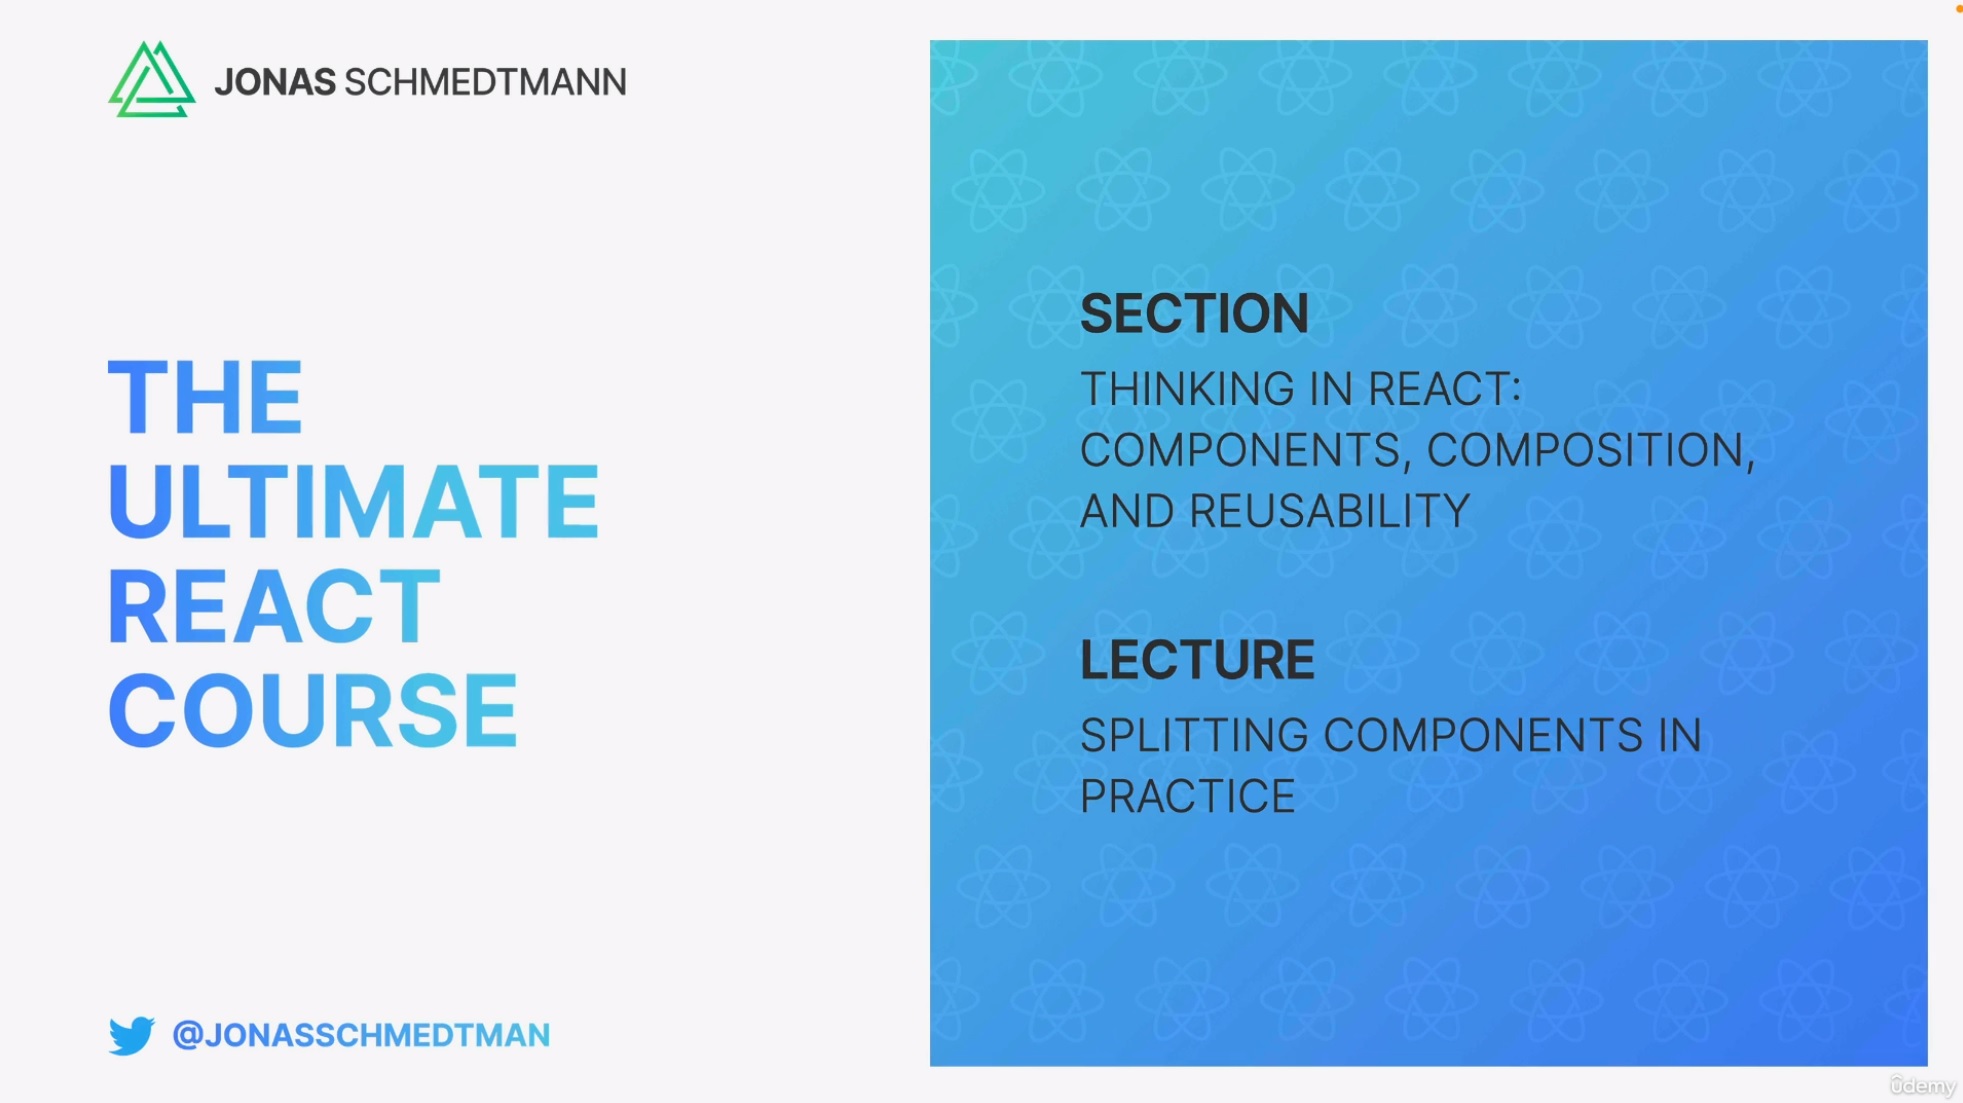 JONAS SCHMEDTMANN
THE
ULTIMATE
REACT
COURSE
@JONASSCHMEDTMAN
SECTION
THINKING IN REACT:
COMPONENTS, COMPOSITION,
AND REUSABILITY
LECTURE
SPLITTING COMPONENTS IN
PRACTICE
ûdemy